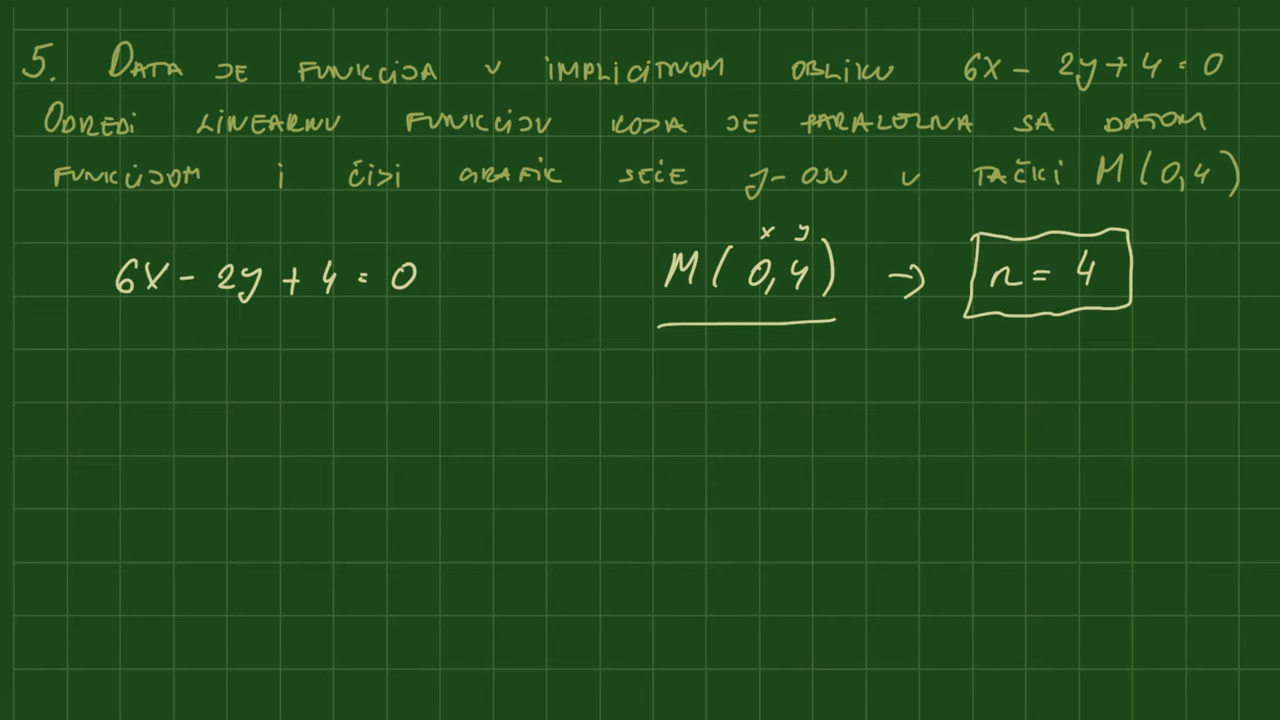 5. DATA JE FUNKCIJA U IMPLICITNOM OBLIKU 6X - 2y + 4 = 0
ODREDI LINEARNU FUNKCIJU KOJA JE PARALELNA SA DATOM
FUNKCIJOM I ČIJI GRAFIK SEČE y-OSU U TAČKI M(0,4)
x y
6X - 2y + 4 = 0 M(0,4) → n = 4